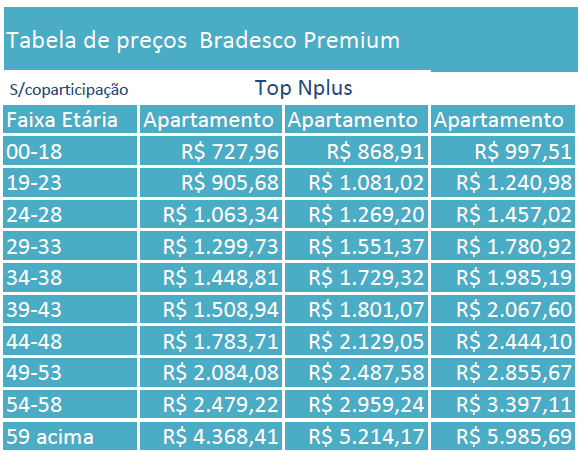 Tabela de preços  Bradesco Premium
S/coparticipação Top Nplus
Faixa Etária Apartamento Apartamento Apartamento
00-18 R$ 727,96 R$ 868,91 R$ 997,51
19-23 R$ 905,68 R$ 1.081,02 R$ 1.240,98
24-28 R$ 1.063,34 R$ 1.269,20 R$ 1.457,02
29-33 R$ 1.299,73 R$ 1.551,37 R$ 1.780,92
34-38 R$ 1.448,81 R$ 1.729,32 R$ 1.985,19
39-43 R$ 1.508,94 R$ 1.801,07 R$ 2.067,60
44-48 R$ 1.783,71 R$ 2.129,05 R$ 2.444,10
49-53 R$ 2.084,08 R$ 2.487,58 R$ 2.855,67
54-58 R$ 2.479,22 R$ 2.959,24 R$ 3.397,11
59 acima R$ 4.368,41 R$ 5.214,17 R$ 5.985,69